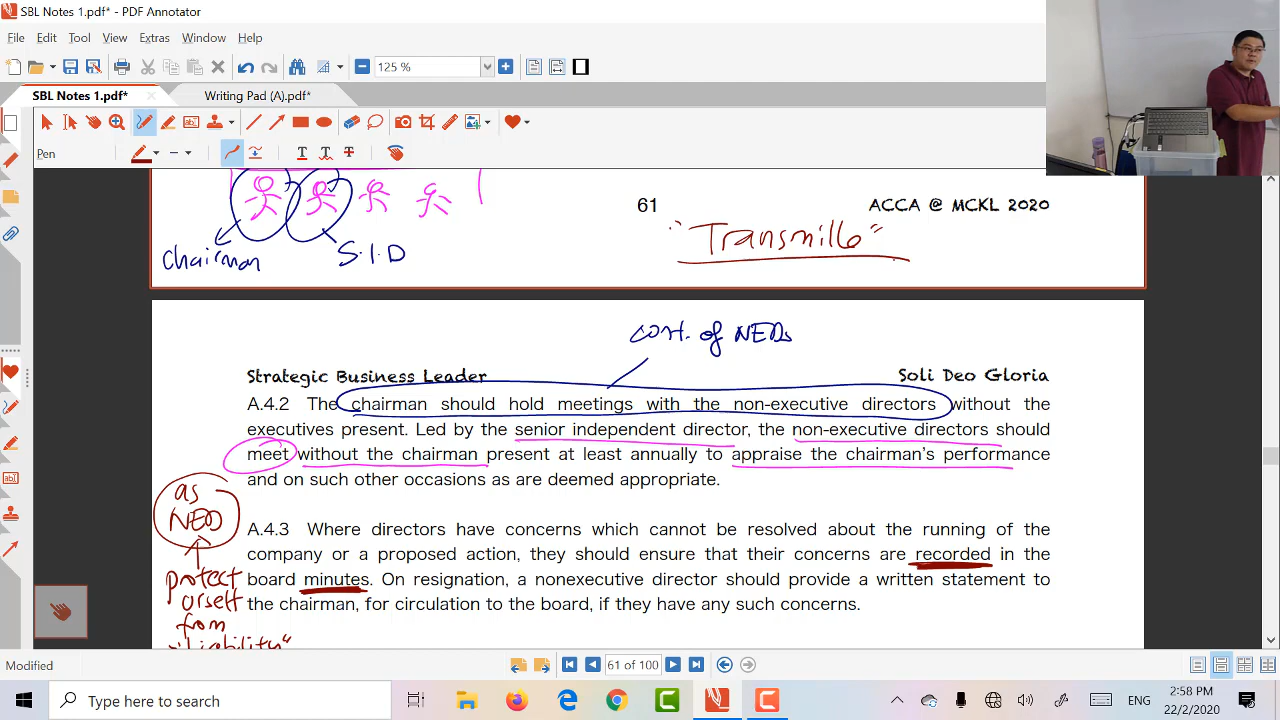 SBL Notes 1.pdf* - PDF Annotator
File Edit Tool View Extras Window Help
125 %
SBL Notes 1.pdf* Writing Pad (A).pdf*
Pen
61 ACCA @ MCKL 2020
"Transmile"
Chairman S.I.D
of NEDs
Strategic Business Leader Soli Deo Gloria
A.4.2 The chairman should hold meetings with the non-executive directors without the
executives present. Led by the senior independent director, the non-executive directors should
meet without the chairman present at least annually to appraise the chairman's performance
and on such other occasions as are deemed appropriate.
as
NED
A.4.3 Where directors have concerns which cannot be resolved about the running of the
company or a proposed action, they should ensure that their concerns are recorded in the
board minutes. On resignation, a nonexecutive director should provide a written statement to
the chairman, for circulation to the board, if they have any such concerns.
protect
urself
from
"Liability"
61 of 100
Modified
Type here to search
ENG
2:58 PM
22/2/2020